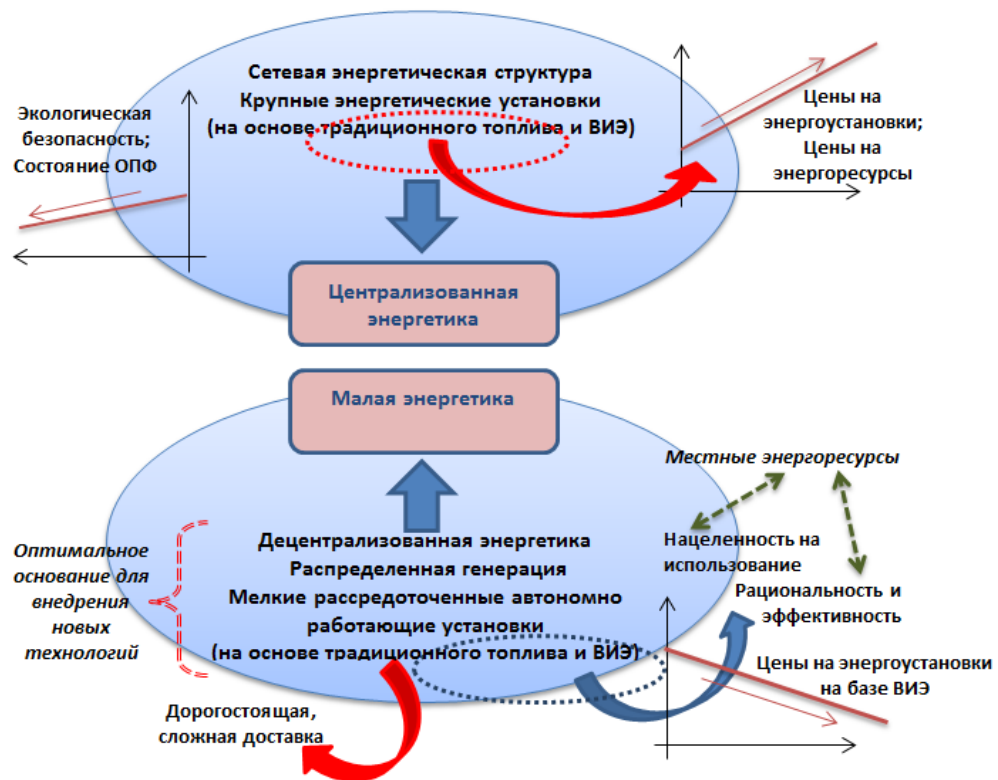 Сетевая энергетическая структура
Крупные энергетические установки
(на основе традиционного топлива и ВИЭ)
Экологическая
безопасность;
Состояние ОПФ
Цены на
энергоустановки;
Цены на
энергоресурсы
Централизованная
энергетика
Малая энергетика
Местные энергоресурсы
Нацеленность на
использование
Рациональность и
эффективность
Оптимальное
основание для
внедрения
новых
технологий
Децентрализованная энергетика
Распределенная генерация
Мелкие рассредоточенные автономно
работающие установки
(на основе традиционного топлива и ВИЭ)
Цены на энергоустановки
на базе ВИЭ
Дорогостоящая,
сложная доставка